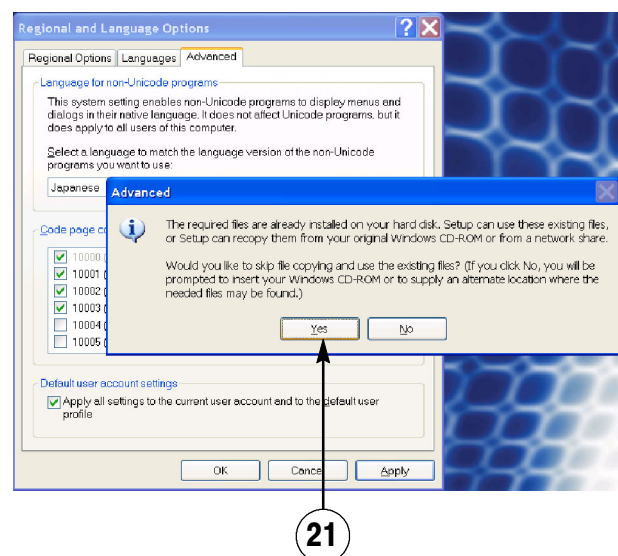 Regional and Language Options
Regional Options Languages Advanced
Language for non-Unicode programs
This system setting enables non-Unicode programs to display menus and
dialogs in their native language. It does not affect Unicode programs, but it
does apply to all users of this computer.
Select a language to match the language version of the non-Unicode
programs you want to use:
Japanese
Advanced
The required files are already installed on your hard disk. Setup can use these existing files,
or Setup can recopy them from your original Windows CD-ROM or from a network share.
Would you like to skip file copying and use the existing files? (If you click No, you will be
prompted to insert your Windows CD-ROM or to supply an alternate location where the
needed files may be found.)
Yes No
Code page
10000
10001
10002
10003
10004
10005
Default user account settings
Apply all settings to the current user account and to the default user
profile
OK Cancel Apply
21